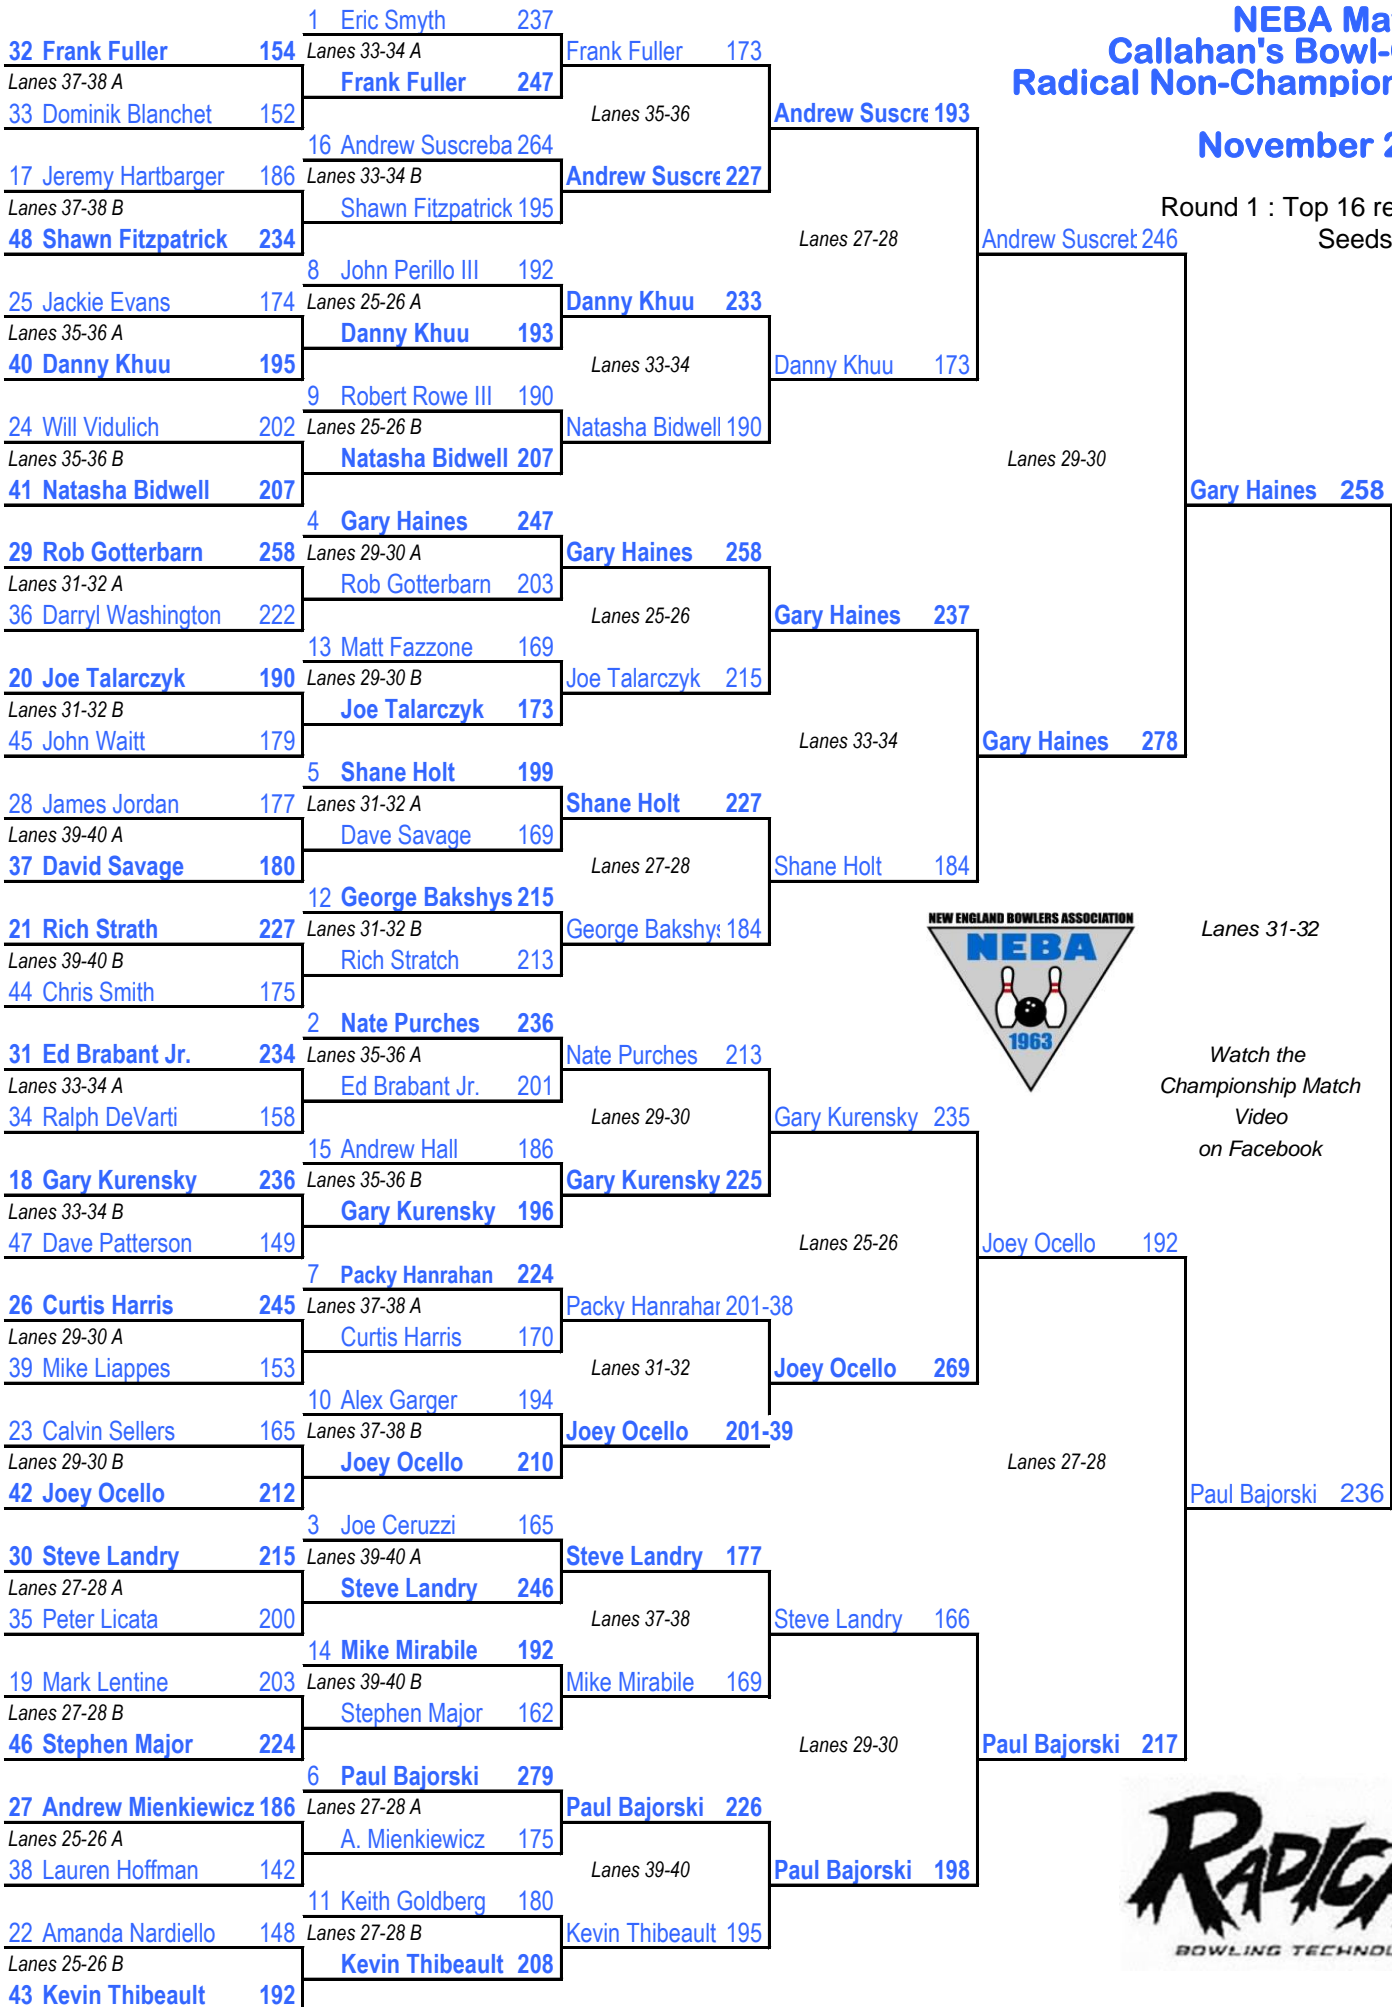 NEBA Ma
Callahan's Bowl-
Radical Non-Champion
November 2
Round 1 : Top 16 re
Seeds
1 Eric Smyth 237
32 Frank Fuller 154 Lanes 33-34 A Frank Fuller 173
Lanes 37-38 A Frank Fuller 247
33 Dominik Blanchet 152 Lanes 35-36 Andrew Suscre 193
16 Andrew Suscreba 264
17 Jeremy Hartbarger 186 Lanes 33-34 B Andrew Suscre 227
Lanes 37-38 B Shawn Fitzpatrick 195
48 Shawn Fitzpatrick 234 Lanes 27-28 Andrew Suscreb 246
8 John Perillo III 192
25 Jackie Evans 174 Lanes 25-26 A Danny Khuu 233
Lanes 35-36 A Danny Khuu 193
40 Danny Khuu 195 Lanes 33-34 Danny Khuu 173
9 Robert Rowe III 190
24 Will Vidulich 202 Lanes 25-26 B Natasha Bidwell 190
Lanes 35-36 B Natasha Bidwell 207 Lanes 29-30
41 Natasha Bidwell 207 Gary Haines 258
4 Gary Haines 247
29 Rob Gotterbarn 258 Lanes 29-30 A Gary Haines 258
Lanes 31-32 A Rob Gotterbarn 203
36 Darryl Washington 222 Lanes 25-26 Gary Haines 237
13 Matt Fazzone 169
20 Joe Talarczyk 190 Lanes 29-30 B Joe Talarczyk 215
Lanes 31-32 B Joe Talarczyk 173
45 John Waitt 179 Lanes 33-34 Gary Haines 278
5 Shane Holt 199
28 James Jordan 177 Lanes 31-32 A Shane Holt 227
Lanes 39-40 A Dave Savage 169
37 David Savage 180 Lanes 27-28 Shane Holt 184
12 George Bakshys 215
NEW ENGLAND BOWLERS ASSOCIATION
21 Rich Strath 227 Lanes 31-32 B George Bakshys 184 Lanes 31-32
NEBA
Lanes 39-40 B Rich Stratch 213
44 Chris Smith 175
2 Nate Purches 236
1963
31 Ed Brabant Jr. 234 Lanes 35-36 A Nate Purches 213 Watch the
Lanes 33-34 A Ed Brabant Jr. 201 Championship Match
34 Ralph DeVarti 158 Lanes 29-30 Gary Kurensky 235 Video
15 Andrew Hall 186 on Facebook
18 Gary Kurensky 236 Lanes 35-36 B Gary Kurensky 225
Lanes 33-34 B Gary Kurensky 196
47 Dave Patterson 149 Lanes 25-26 Joey Ocello 192
7 Packy Hanrahan 224
26 Curtis Harris 245 Lanes 37-38 A Packy Hanrahan 201-38
Lanes 29-30 A Curtis Harris 170
39 Mike Liappes 153 Lanes 31-32 Joey Ocello 269
10 Alex Garger 194
23 Calvin Sellers 165 Lanes 37-38 B Joey Ocello 201-39
Lanes 29-30 B Joey Ocello 210 Lanes 27-28
42 Joey Ocello 212 Paul Bajorski 236
3 Joe Ceruzzi 165
30 Steve Landry 215 Lanes 39-40 A Steve Landry 177
Lanes 27-28 A Steve Landry 246
35 Peter Licata 200 Lanes 37-38 Steve Landry 166
14 Mike Mirabile 192
19 Mark Lentine 203 Lanes 39-40 B Mike Mirabile 169
Lanes 27-28 B Stephen Major 162
46 Stephen Major 224 Lanes 29-30 Paul Bajorski 217
6 Paul Bajorski 279
27 Andrew Mienkiewicz 186 Lanes 27-28 A Paul Bajorski 226
Lanes 25-26 A A. Mienkiewicz 175
38 Lauren Hoffman 142 Lanes 39-40 Paul Bajorski 198
RADIC
11 Keith Goldberg 180
22 Amanda Nardiello 148 Lanes 27-28 B Kevin Thibeault 195
BOWLING TECHNOL
Lanes 25-26 B Kevin Thibeault 208
43 Kevin Thibeault 192